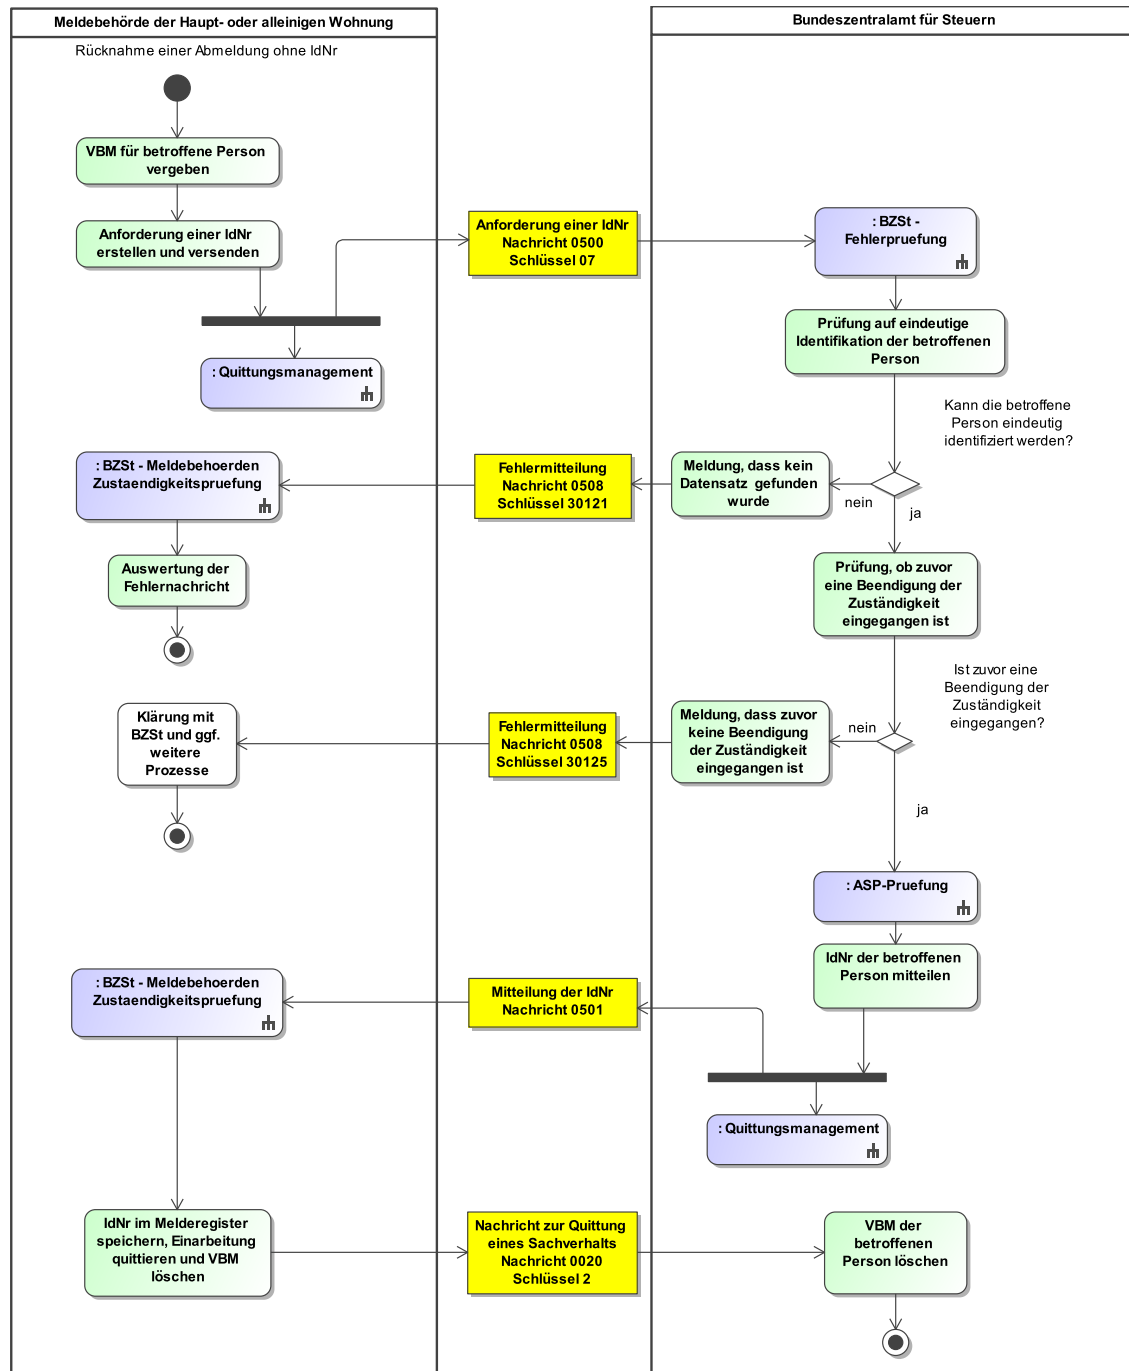 Meldebehörde der Haupt- oder alleinigen Wohnung
Bundeszentralamt für Steuern
Rücknahme einer Abmeldung ohne IdNr
VBM für betroffene Person
vergeben
Anforderung einer IdNr
erstellen und versenden
: Quittungsmanagement
Anforderung einer IdNr
Nachricht 0500
Schlüssel 07
: BZSt -
Fehlerpruefung
Prüfung auf eindeutige
Identifikation der betroffenen
Person
Kann die betroffene
Person eindeutig
identifiziert werden?
nein
ja
Meldung, dass kein
Datensatz gefunden
wurde
Fehlermitteilung
Nachricht 0508
Schlüssel 30121
: BZSt - Meldebehoerden
Zustaendigkeitspruefung
Auswertung der
Fehlernachricht
Prüfung, ob zuvor
eine Beendigung der
Zuständigkeit
eingegangen ist
Ist zuvor eine
Beendigung der
Zuständigkeit
eingegangen?
nein
ja
Meldung, dass zuvor
keine Beendigung
der Zuständigkeit
eingegangen ist
Fehlermitteilung
Nachricht 0508
Schlüssel 30125
Klärung mit
BZSt und ggf.
weitere
Prozesse
: ASP-Pruefung
IdNr der betroffenen
Person mitteilen
Mitteilung der IdNr
Nachricht 0501
: BZSt - Meldebehoerden
Zustaendigkeitspruefung
: Quittungsmanagement
IdNr im Melderegister
speichern, Einarbeitung
quittieren und VBM
löschen
Nachricht zur Quittung
eines Sachverhalts
Nachricht 0020
Schlüssel 2
VBM der
betroffenen
Person löschen